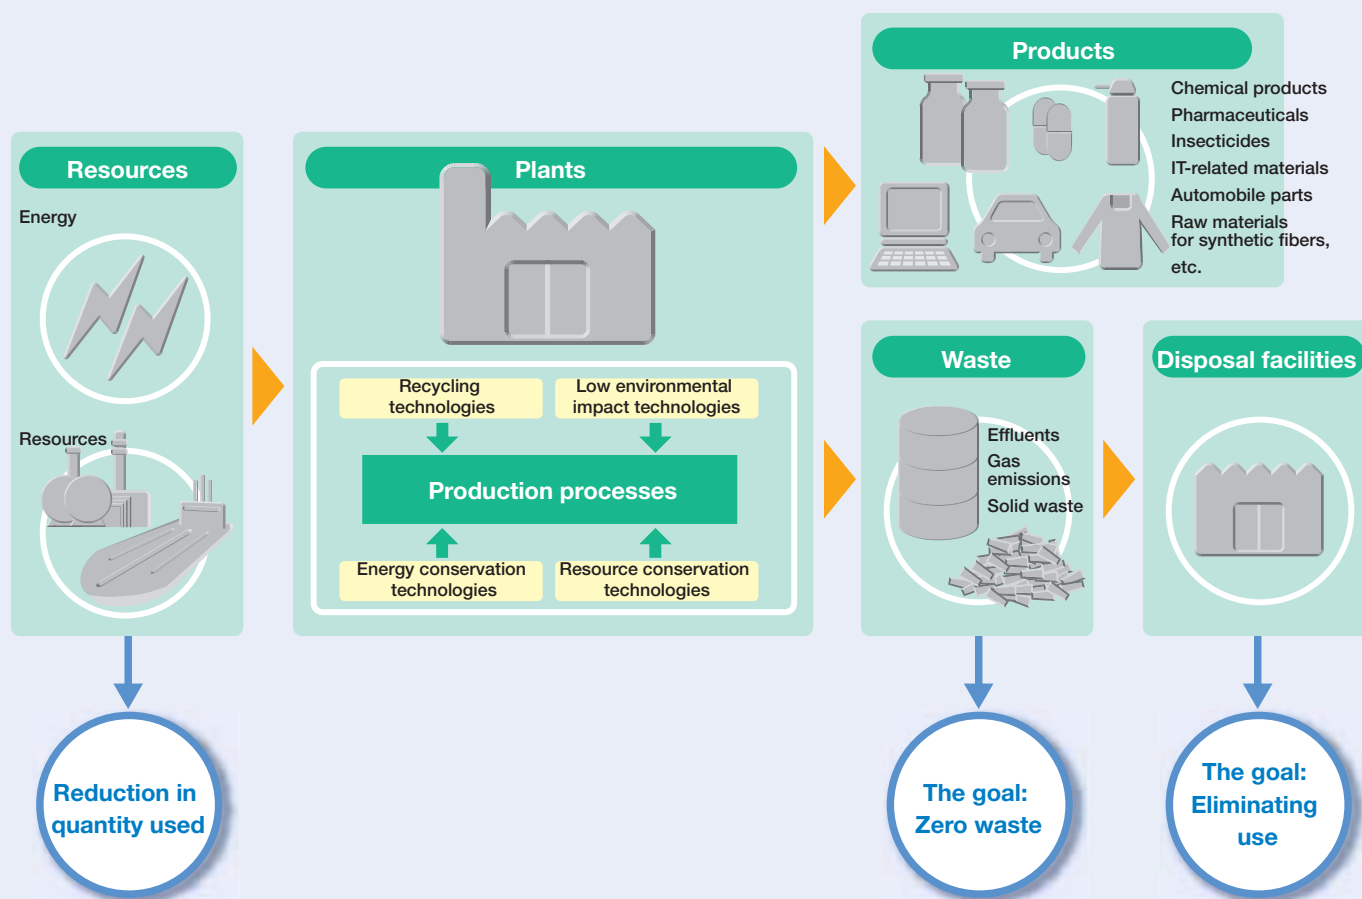 Resources
Energy
Resources
Plants
Recycling
technologies
Low environmental
impact technologies
Production processes
Energy conservation
technologies
Resource conservation
technologies
Products
Chemical products
Pharmaceuticals
Insecticides
IT-related materials
Automobile parts
Raw materials
for synthetic fibers,
etc.
Waste
Effluents
Gas
emissions
Solid waste
Disposal facilities
Reduction in
quantity used
The goal:
Zero waste
The goal:
Eliminating
use